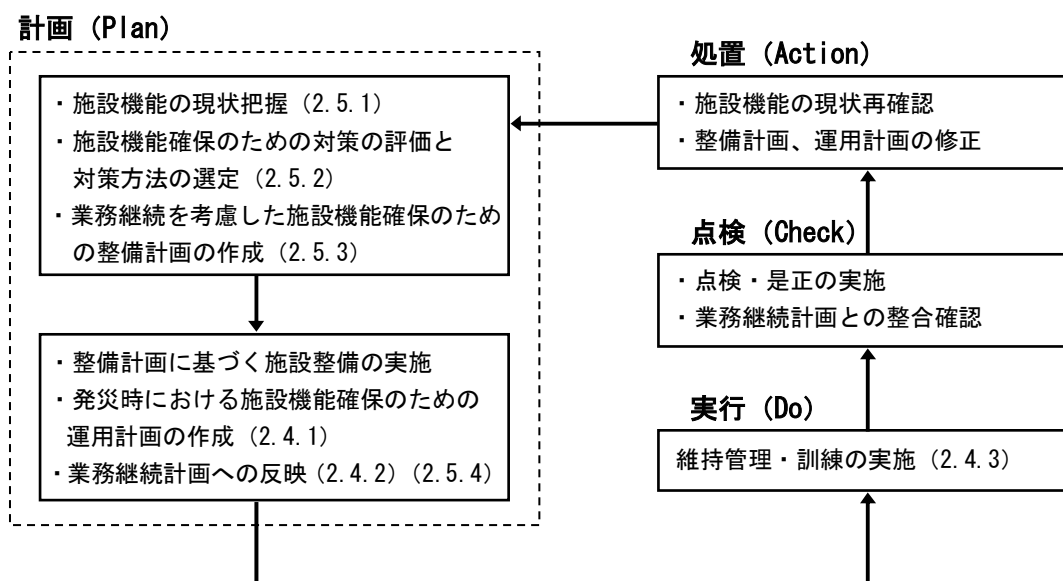 計画（Plan）
・施設機能の現状把握（2.5.1）
・施設機能確保のための対策の評価と
対策方法の選定（2.5.2）
・業務継続を考慮した施設機能確保のため
の整備計画の作成（2.5.3）
・整備計画に基づく施設整備の実施
・発災時における施設機能確保のための
運用計画の作成（2.4.1）
・業務継続計画への反映（2.4.2）（2.5.4）
処置（Action）
・施設機能の現状再確認
・整備計画、運用計画の修正
点検（Check）
・点検・是正の実施
・業務継続計画との整合確認
実行（Do）
維持管理・訓練の実施（2.4.3）